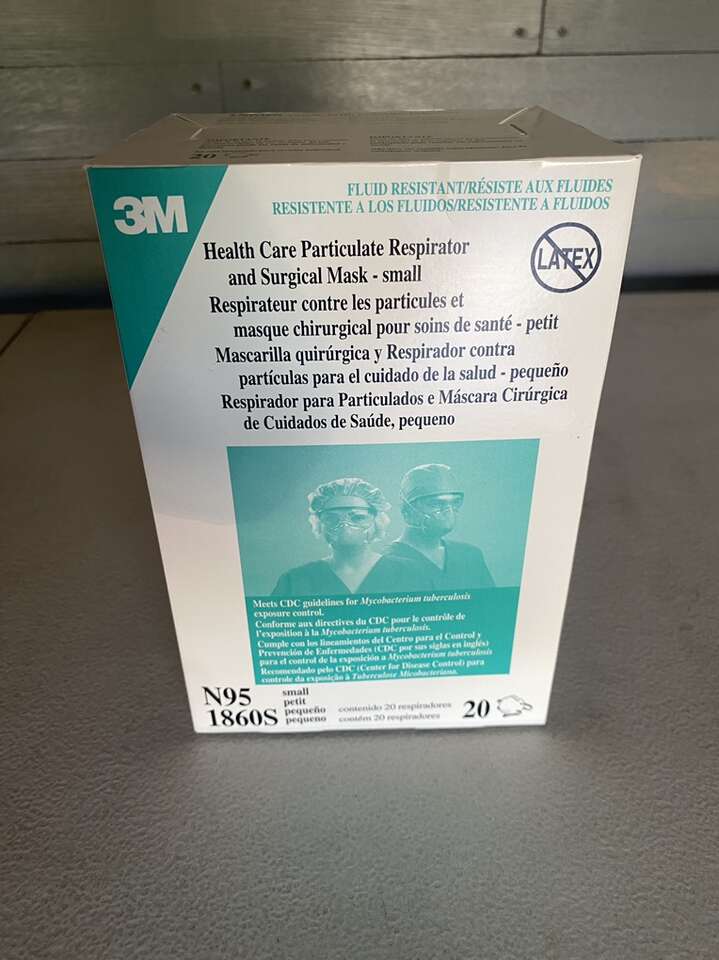 IMPORTANTE
20
3M
FLUID RESISTANT/RÉSISTE AUX FLUIDES
RESISTENTE A LOS FLUIDOS/RESISTENTE A FLUIDOS
LATEX
Health Care Particulate Respirator
and Surgical Mask - small
Respirateur contre les particules et
masque chirurgical pour soins de santé - petit
Mascarilla quirúrgica y Respirador contra
partículas para el cuidado de la salud - pequeño
Respirador para Particulados e Máscara Cirúrgica
de Cuidados de Saúde, pequeno
Meets CDC guidelines for Mycobacterium tuberculosis
exposure control.
Conforme aux directives du CDC pour le contrôle de
l'exposition à la Mycobacterium tuberculosis.
Cumple con los lineamientos del Centro para el Control y
Prevención de Enfermedades (CDC por sus siglas en inglés)
para el control de la exposición a Mycobacterium tuberculosis
Recomendado pelo CDC (Center for Disease Control) para
controle da exposição à Tuberculose Micobacteriana.
N95
1860S
small
petit
pequeño
pequeno
contenido 20 respiradores
contém 20 respiradores
20